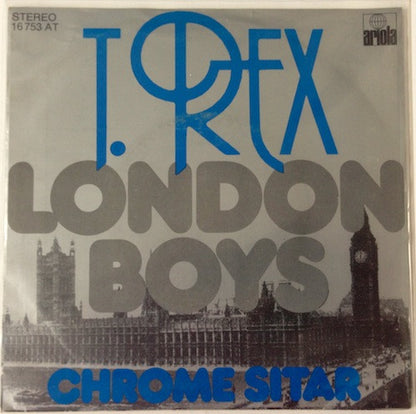 STEREO
16 753 AT
T. REX
ariola
LONDON
BOYS
CHROME SITAR